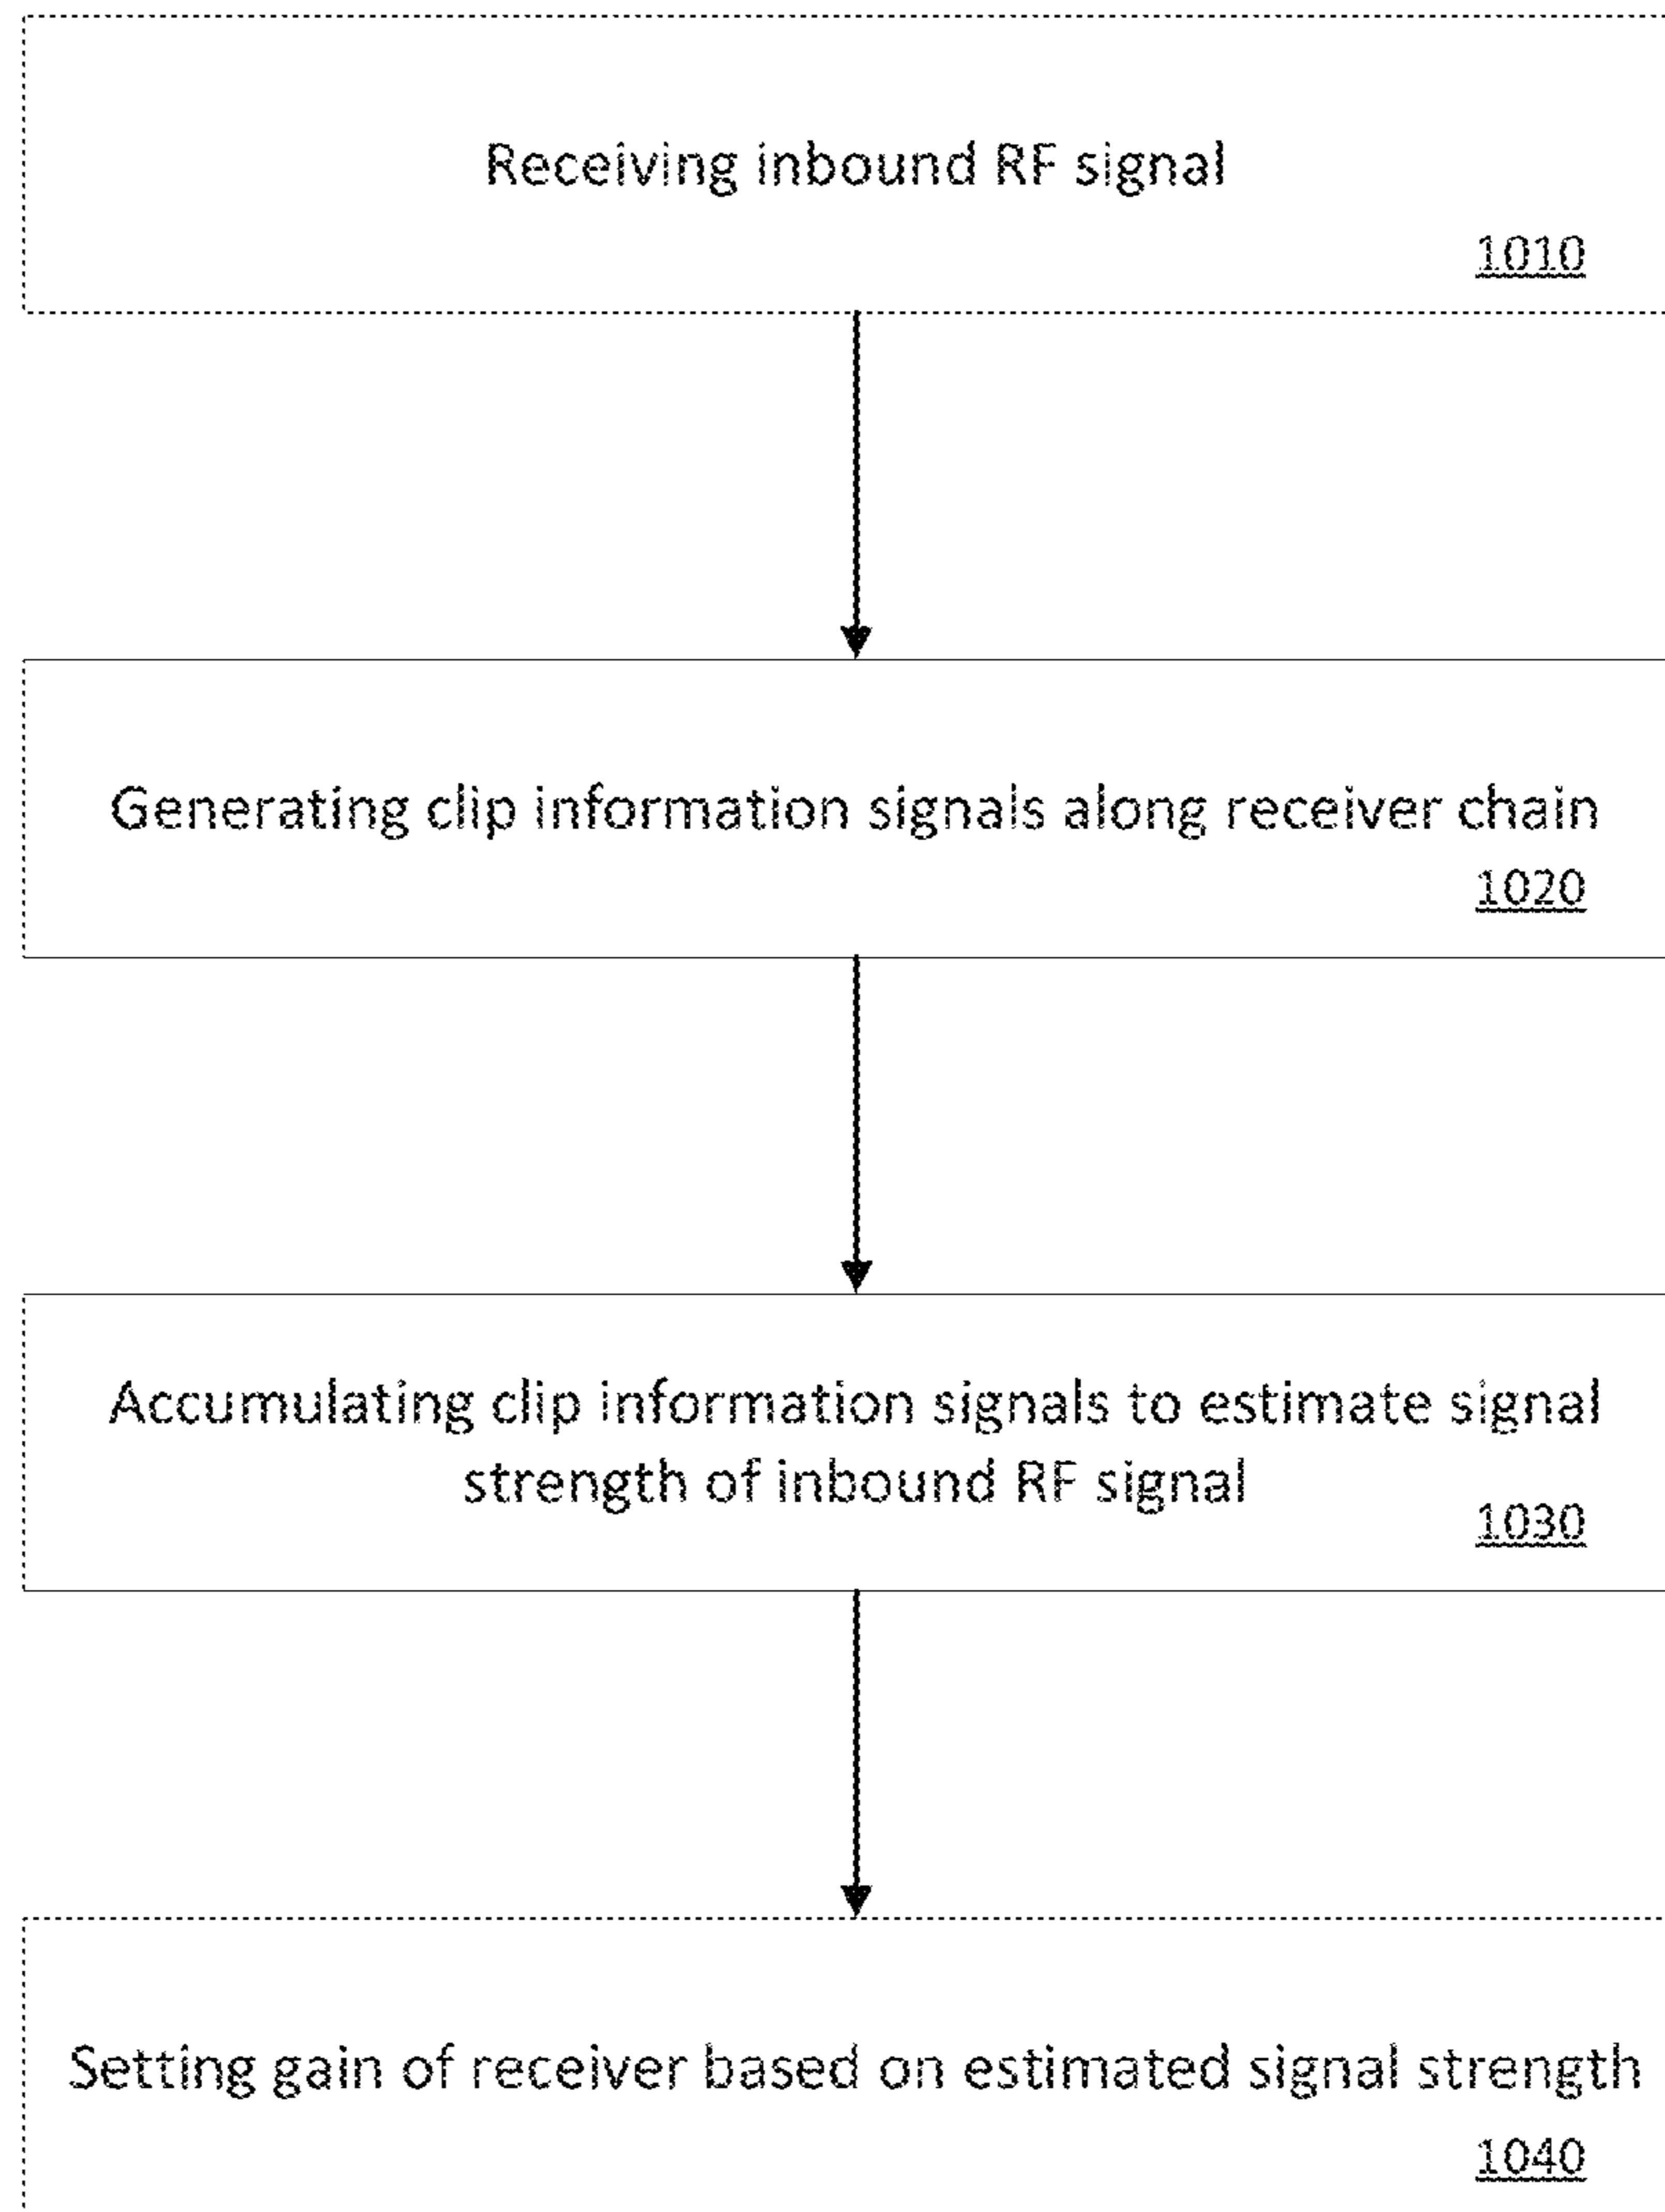 Receiving inbound RF signal
1010
Generating clip information signals along receiver chain
1020
Accumulating clip information signals to estimate signal
strength of inbound RF signal
1030
Setting gain of receiver based on estimated signal strength
1040